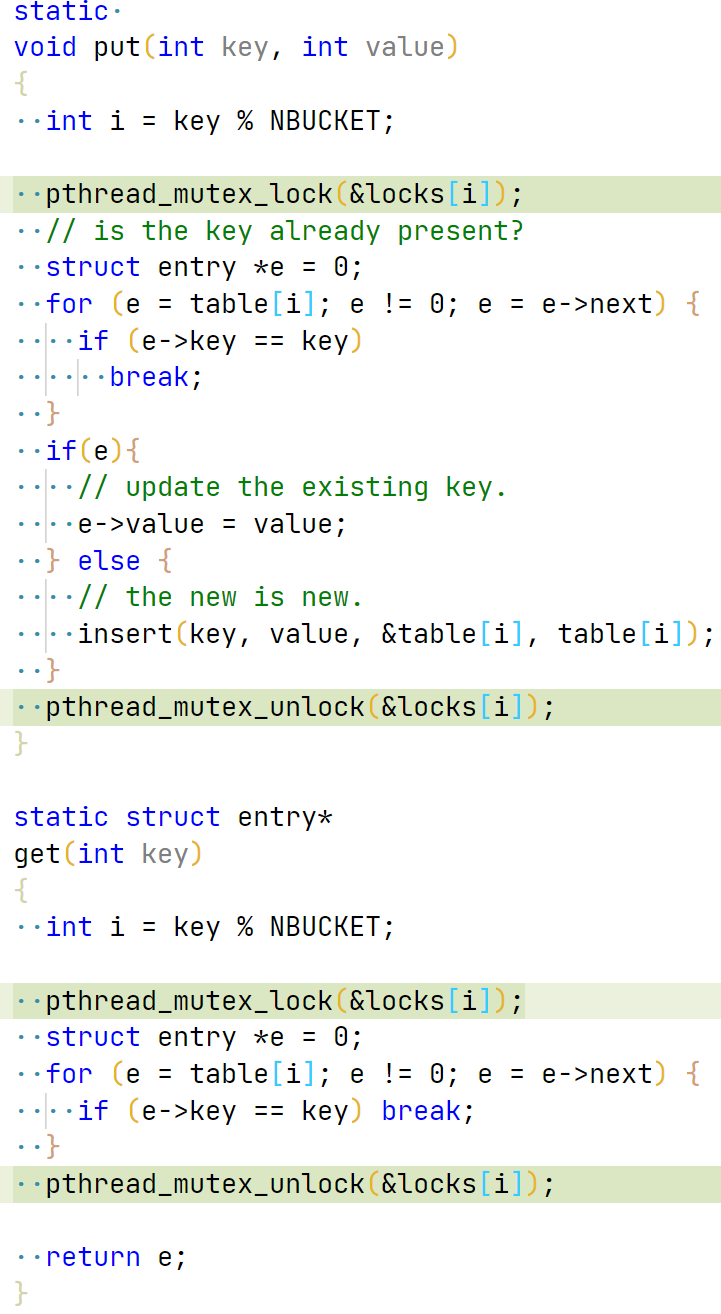 static
void put(int key, int value)
{
  int i = key % NBUCKET;

  pthread_mutex_lock(&locks[i]);
  // is the key already present?
  struct entry *e = 0;
  for (e = table[i]; e != 0; e = e->next) {
    if (e->key == key)
      break;
  }
  if(e){
    // update the existing key.
    e->value = value;
  } else {
    // the new is new.
    insert(key, value, &table[i], table[i]);
  }
  pthread_mutex_unlock(&locks[i]);
}

static struct entry*
get(int key)
{
  int i = key % NBUCKET;

  pthread_mutex_lock(&locks[i]);
  struct entry *e = 0;
  for (e = table[i]; e != 0; e = e->next) {
    if (e->key == key) break;
  }
  pthread_mutex_unlock(&locks[i]);

  return e;
}